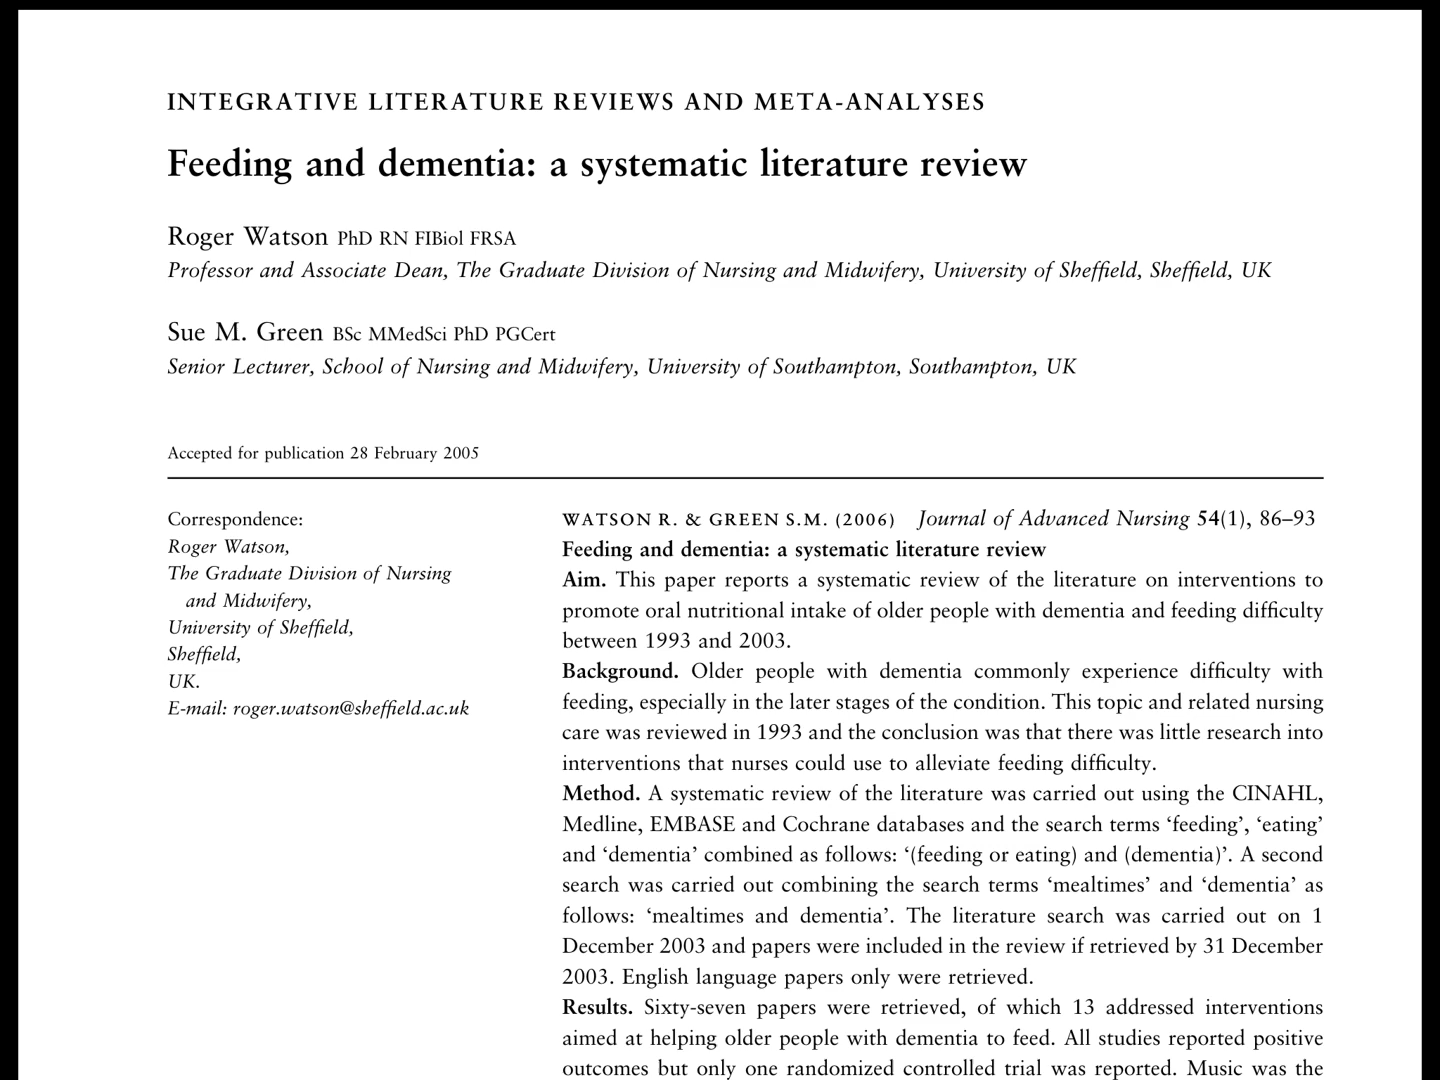 INTEGRATIVE LITERATURE REVIEWS AND META-ANALYSES
Feeding and dementia: a systematic literature review
Roger Watson PhD RN FIBiol FRSA
Professor and Associate Dean, The Graduate Division of Nursing and Midwifery, University of Sheffield, Sheffield, UK
Sue M. Green BSc MMedSci PhD PGCert
Senior Lecturer, School of Nursing and Midwifery, University of Southampton, Southampton, UK
Accepted for publication 28 February 2005
Correspondence:
Roger Watson,
The Graduate Division of Nursing
and Midwifery,
University of Sheffield,
Sheffield,
UK.
E-mail: roger.watson@sheffield.ac.uk
WATSON R. & GREEN S.M. (2006) Journal of Advanced Nursing 54(1), 86–93
Feeding and dementia: a systematic literature review
Aim. This paper reports a systematic review of the literature on interventions to
promote oral nutritional intake of older people with dementia and feeding difficulty
between 1993 and 2003.
Background. Older people with dementia commonly experience difficulty with
feeding, especially in the later stages of the condition. This topic and related nursing
care was reviewed in 1993 and the conclusion was that there was little research into
interventions that nurses could use to alleviate feeding difficulty.
Method. A systematic review of the literature was carried out using the CINAHL,
Medline, EMBASE and Cochrane databases and the search terms ‘feeding’, ‘eating’
and ‘dementia’ combined as follows: ‘(feeding or eating) and (dementia)’. A second
search was carried out combining the search terms ‘mealtimes’ and ‘dementia’ as
follows: ‘mealtimes and dementia’. The literature search was carried out on 1
December 2003 and papers were included in the review if retrieved by 31 December
2003. English language papers only were retrieved.
Results. Sixty-seven papers were retrieved, of which 13 addressed interventions
aimed at helping older people with dementia to feed. All studies reported positive
outcomes but only one randomized controlled trial was reported. Music was the